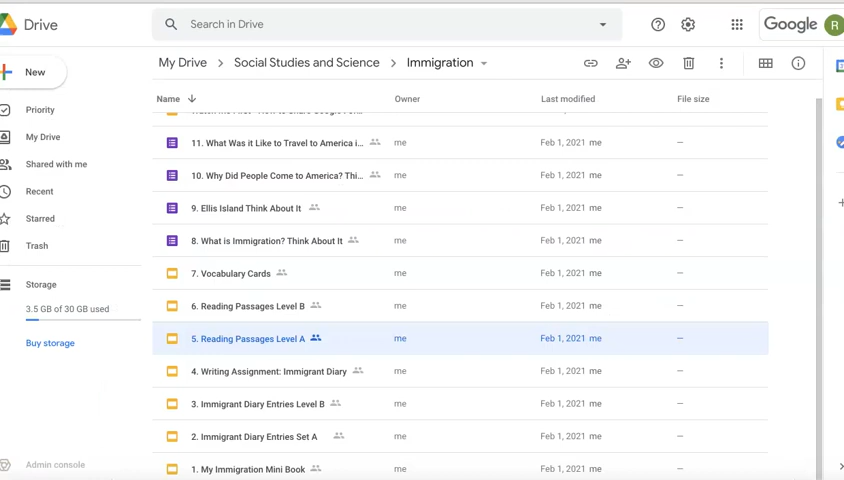 Drive
Search in Drive
Google
R
New
My Drive
Social Studies and Science
Immigration
Priority
My Drive
Shared with me
Recent
Starred
Trash
Storage
3.5 GB of 30 GB used
Buy storage
Admin console
Name
Owner
Last modified
File size
11. What Was it Like to Travel to America i... me Feb 1, 2021 me –
10. Why Did People Come to America? Thi... me Feb 1, 2021 me –
9. Ellis Island Think About It me Feb 1, 2021 me –
8. What is Immigration? Think About It me Feb 1, 2021 me –
7. Vocabulary Cards me Feb 1, 2021 me –
6. Reading Passages Level B me Feb 1, 2021 me –
5. Reading Passages Level A me Feb 1, 2021 me –
4. Writing Assignment: Immigrant Diary me Feb 1, 2021 me –
3. Immigrant Diary Entries Level B me Feb 1, 2021 me –
2. Immigrant Diary Entries Set A me Feb 1, 2021 me –
1. My Immigration Mini Book me Feb 1, 2021 me –